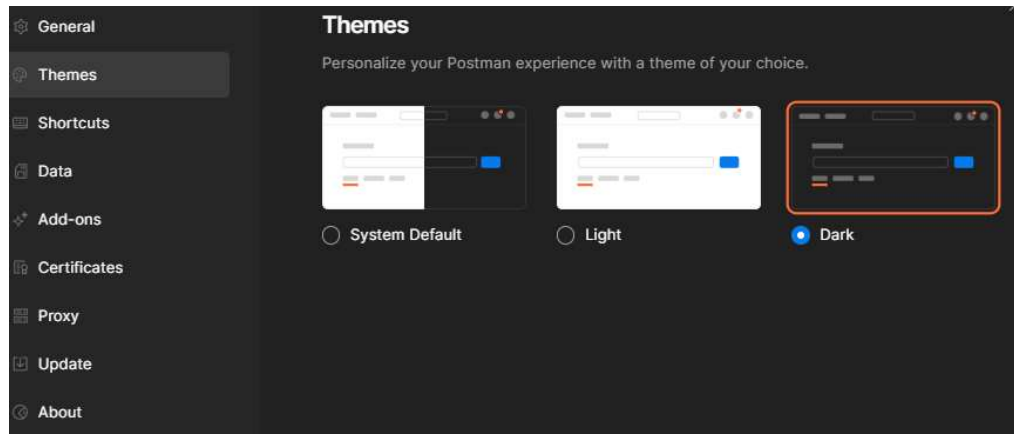 General
Themes
Shortcuts
Data
Add-ons
Certificates
Proxy
Update
About
Themes
Personalize your Postman experience with a theme of your choice.
System Default
Light
Dark